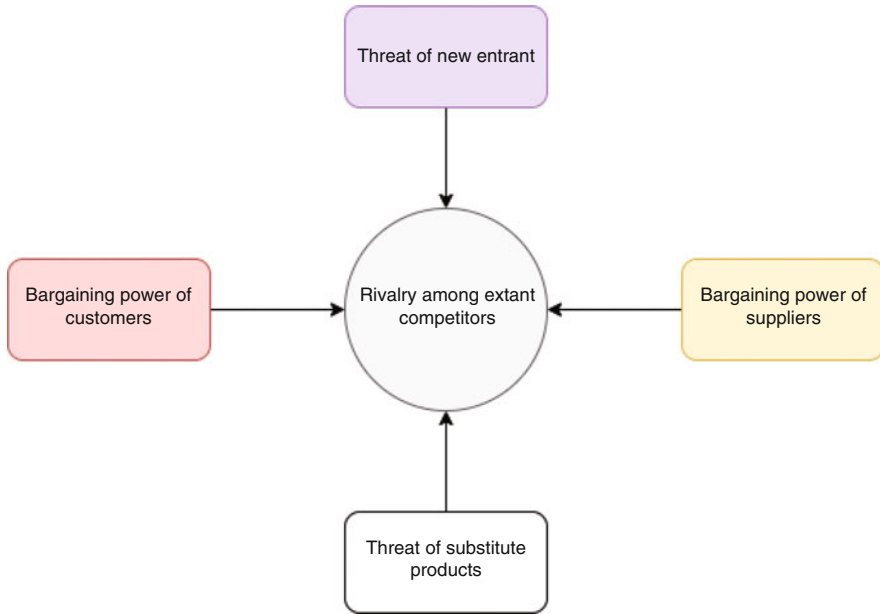 Threat of new entrant
Bargaining power of
customers
Rivalry among extant
competitors
Bargaining power of
suppliers
Threat of substitute
products